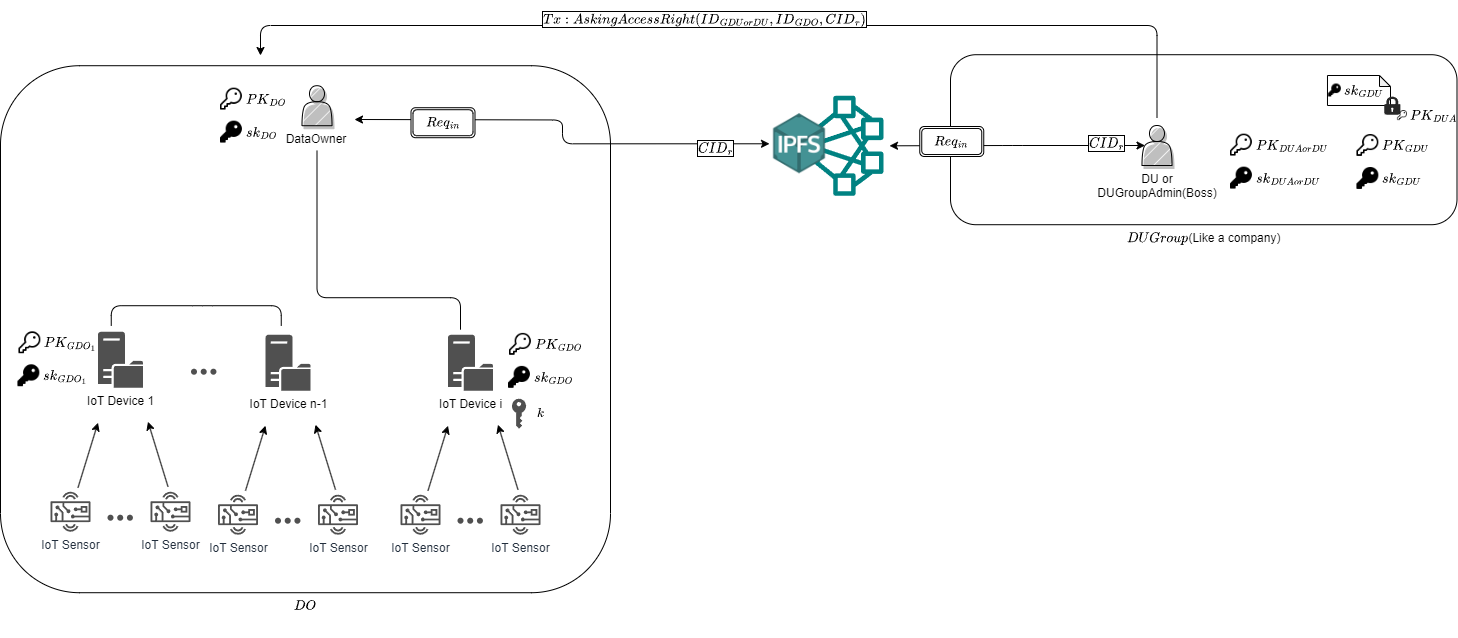 Tx : AskingAccessRight(ID_{GDUorDU}, ID_{GDO}, CID_r)
PK_{DO}
sk_{DO}
DataOwner
Req_{in}
CID_r
IPFS
Req_{in}
CID_r
DU or
DUGroupAdmin(Boss)
sk_{GDU}
PK_{DUA}
PK_{DUAorDU}
PK_{GDU}
sk_{DUAorDU}
sk_{GDU}
DUGroup(Like a company)
PK_{GDO_1}
sk_{GDO_1}
IoT Device 1
IoT Device n-1
IoT Device i
PK_{GDO}
sk_{GDO}
k
IoT Sensor
IoT Sensor
IoT Sensor
IoT Sensor
IoT Sensor
IoT Sensor
DO